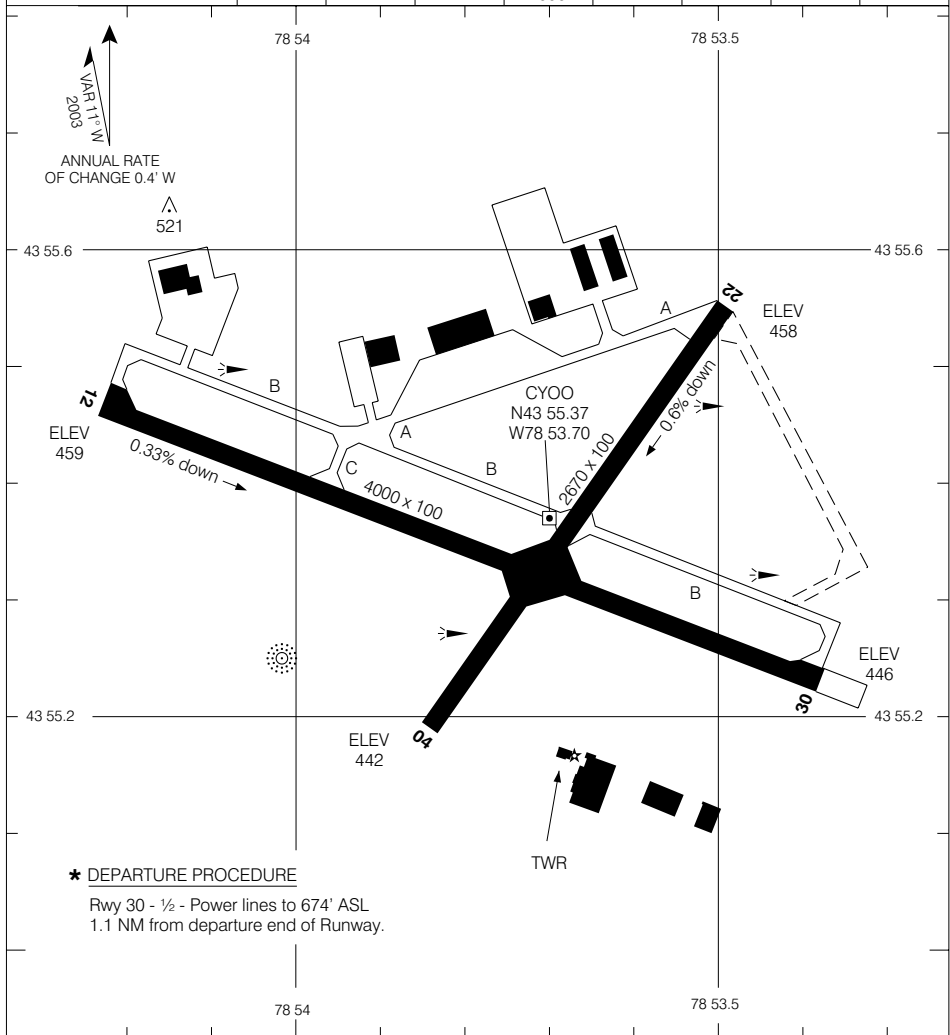 78 54
78 53.5
VAR 11° W
2003
ANNUAL RATE
OF CHANGE 0.4' W
521
43 55.6
43 55.6
22
A
ELEV
458
B
12
CYOO
N43 55.37
W78 53.70
0.6% down
ELEV
459
A
0.33% down
C
B
4000 x 100
2670 x 100
B
ELEV
446
30
43 55.2
43 55.2
04
ELEV
442
TWR
* DEPARTURE PROCEDURE
Rwy 30 - ½ - Power lines to 674' ASL
1.1 NM from departure end of Runway.
78 54
78 53.5